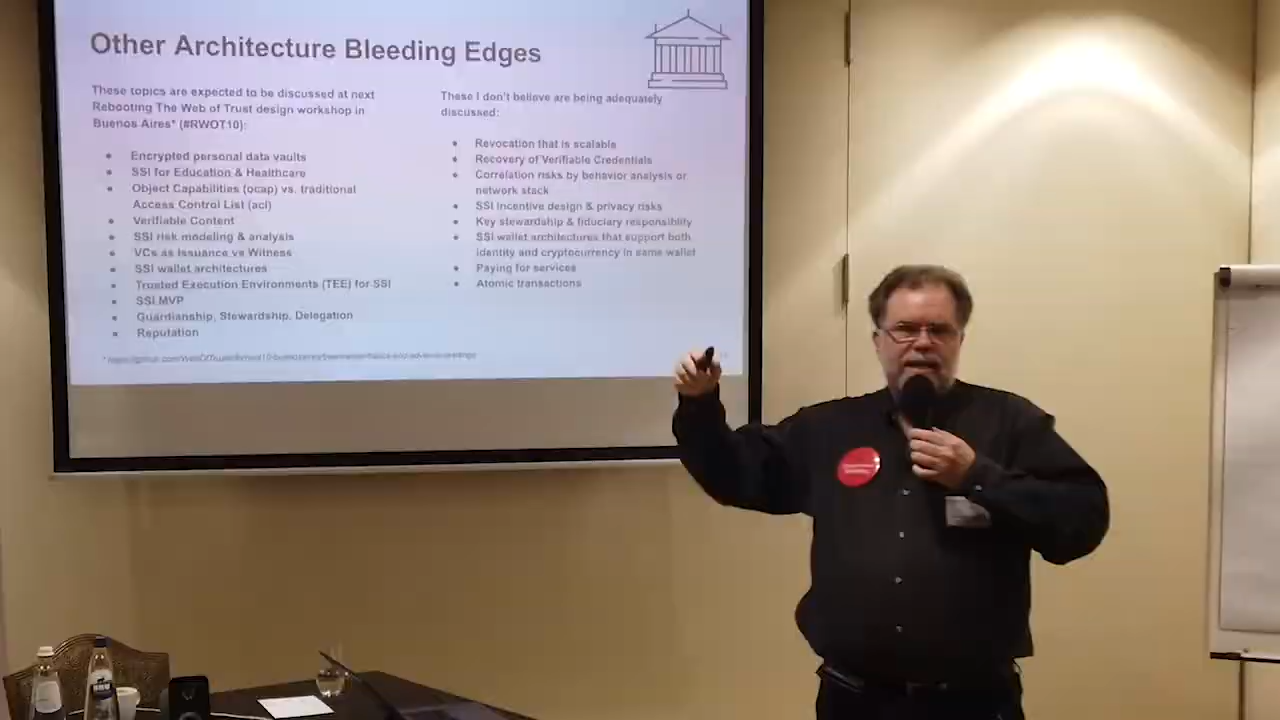 Other Architecture Bleeding Edges
These topics are expected to be discussed at next
Rebooting The Web of Trust design workshop in
Buenos Aires* (#RWOT10):
• Encrypted personal data vaults
• SSI for Education & Healthcare
• Object Capabilities (ocap) vs. traditional
Access Control List (acl)
• Verifiable Content
• SSI risk modeling & analysis
• VCs as Issuance vs Witness
• SSI wallet architectures
• Trusted Execution Environments (TEE) for SSI
• SSI MVP
• Guardianship, Stewardship, Delegation
• Reputation
These I don't believe are being adequately
discussed:
• Revocation that is scalable
• Recovery of Verifiable Credentials
• Correlation risks by behavior analysis or
network stack
• SSI incentive design & privacy risks
• Key stewardship & fiduciary responsibility
• SSI wallet architectures that support both
identity and cryptocurrency in same wallet
• Paying for services
• Atomic transactions